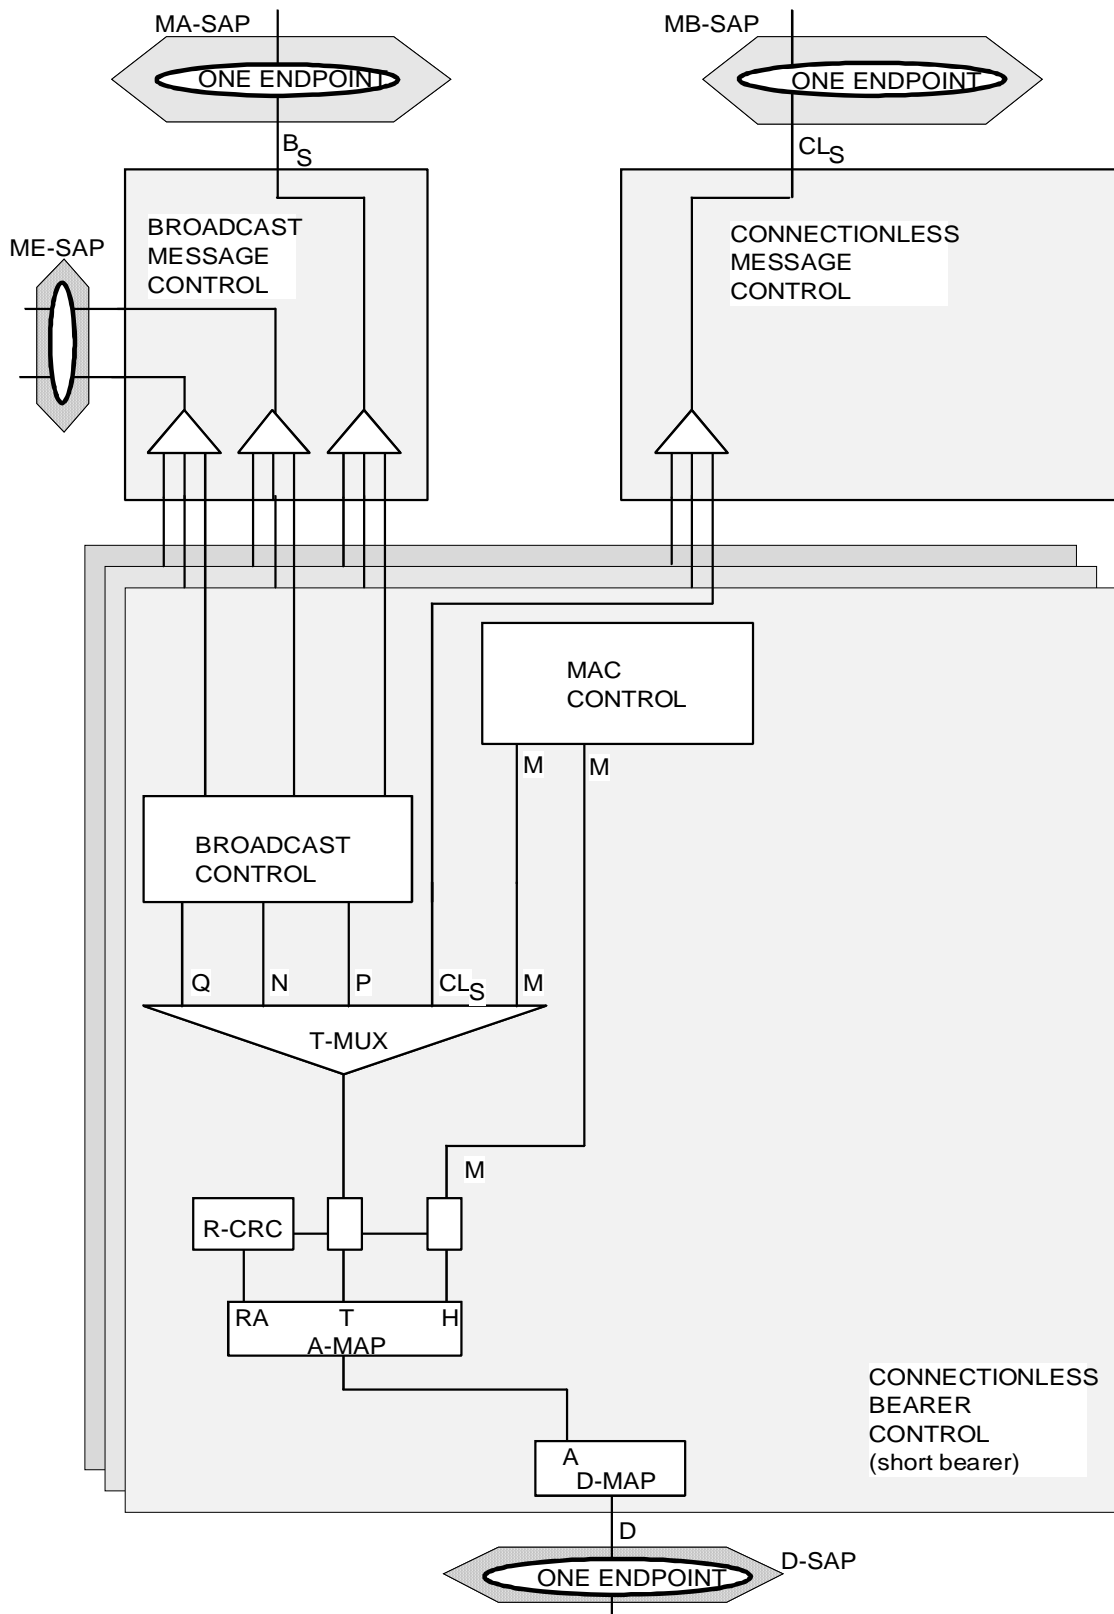 MA-SAP
MB-SAP
ONE ENDPOINT
ONE ENDPOINT
BS
CLS
ME-SAP
BROADCAST
MESSAGE
CONTROL
CONNECTIONLESS
MESSAGE
CONTROL
MAC
CONTROL
M
M
BROADCAST
CONTROL
Q
N
P
CLS
M
T-MUX
M
R-CRC
RA
T
H
A-MAP
CONNECTIONLESS
BEARER
CONTROL
(short bearer)
A
D-MAP
D
D-SAP
ONE ENDPOINT